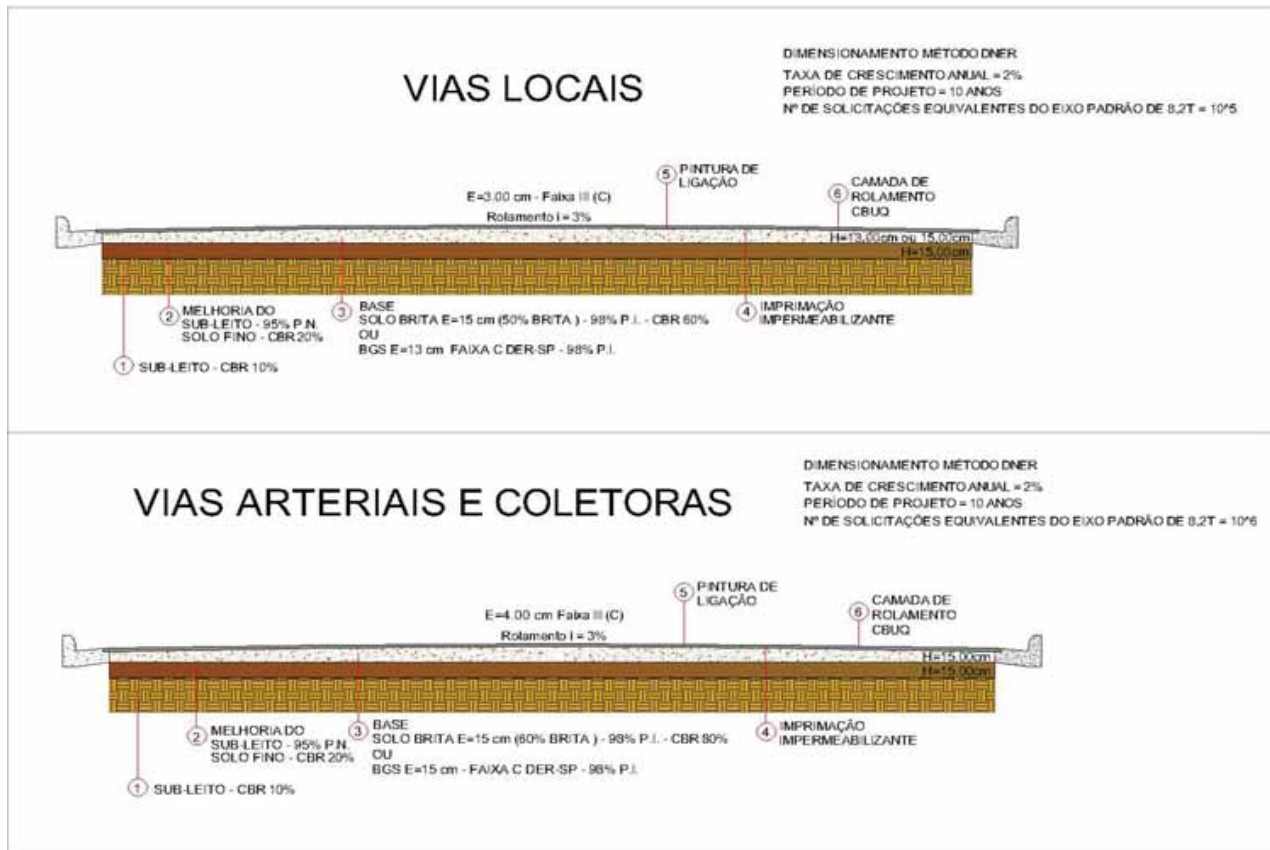 VIAS LOCAIS
DIMENSIONAMENTO MÉTODO DNER
TAXA DE CRESCIMENTO ANUAL = 2%
PERÍODO DE PROJETO = 10 ANOS
Nº DE SOLICITAÇÕES EQUIVALENTES DO EIXO PADRÃO DE 8,2T = 10^5
E=3.00 cm - Faixa III (C)
Rolamento i = 3%
5 PINTURA DE
LIGAÇÃO
6 CAMADA DE
ROLAMENTO
CBUQ
H=13,00cm ou 15,00cm
H=15,00cm
2 MELHORIA DO
SUB-LEITO - 95% P.N.
SOLO FINO - CBR 20%
3 BASE
SOLO BRITA E=15 cm (50% BRITA ) - 98% P.I. - CBR 60%
OU
BGS E=13 cm FAIXA C DER-SP - 98% P.I.
4 IMPRIMAÇÃO
IMPERMEABILIZANTE
1 SUB-LEITO - CBR 10%
VIAS ARTERIAIS E COLETORAS
DIMENSIONAMENTO MÉTODO DNER
TAXA DE CRESCIMENTO ANUAL = 2%
PERÍODO DE PROJETO = 10 ANOS
Nº DE SOLICITAÇÕES EQUIVALENTES DO EIXO PADRÃO DE 8,2T = 10^6
E=4.00 cm Faixa III (C)
Rolamento i = 3%
5 PINTURA DE
LIGAÇÃO
6 CAMADA DE
ROLAMENTO
CBUQ
H=15,00cm
H=15,00cm
2 MELHORIA DO
SUB-LEITO - 95% P.N.
SOLO FINO - CBR 20%
3 BASE
SOLO BRITA E=15 cm (60% BRITA ) - 98% P.I. - CBR 80%
OU
BGS E=15 cm - FAIXA C DER-SP - 98% P.I.
4 IMPRIMAÇÃO
IMPERMEABILIZANTE
1 SUB-LEITO - CBR 10%